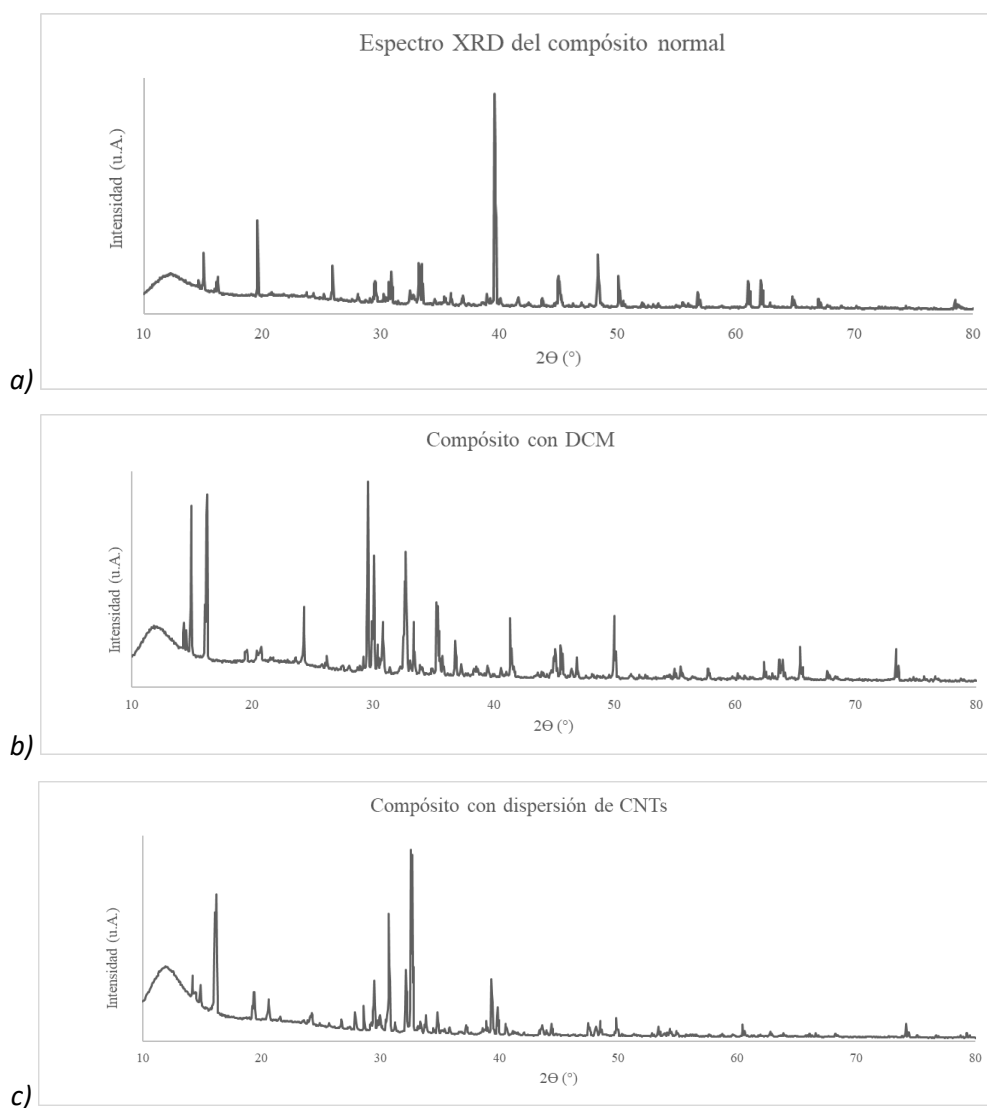 Espectro XRD del compósito normal
Intensidad (u.A.)
10 20 30 40 50 60 70 80
2Θ (°)
a)
Compósito con DCM
Intensidad (u.A.)
10 20 30 40 50 60 70 80
2Θ (°)
b)
Compósito con dispersión de CNTs
Intensidad (u.A.)
10 20 30 40 50 60 70 80
2Θ (°)
c)